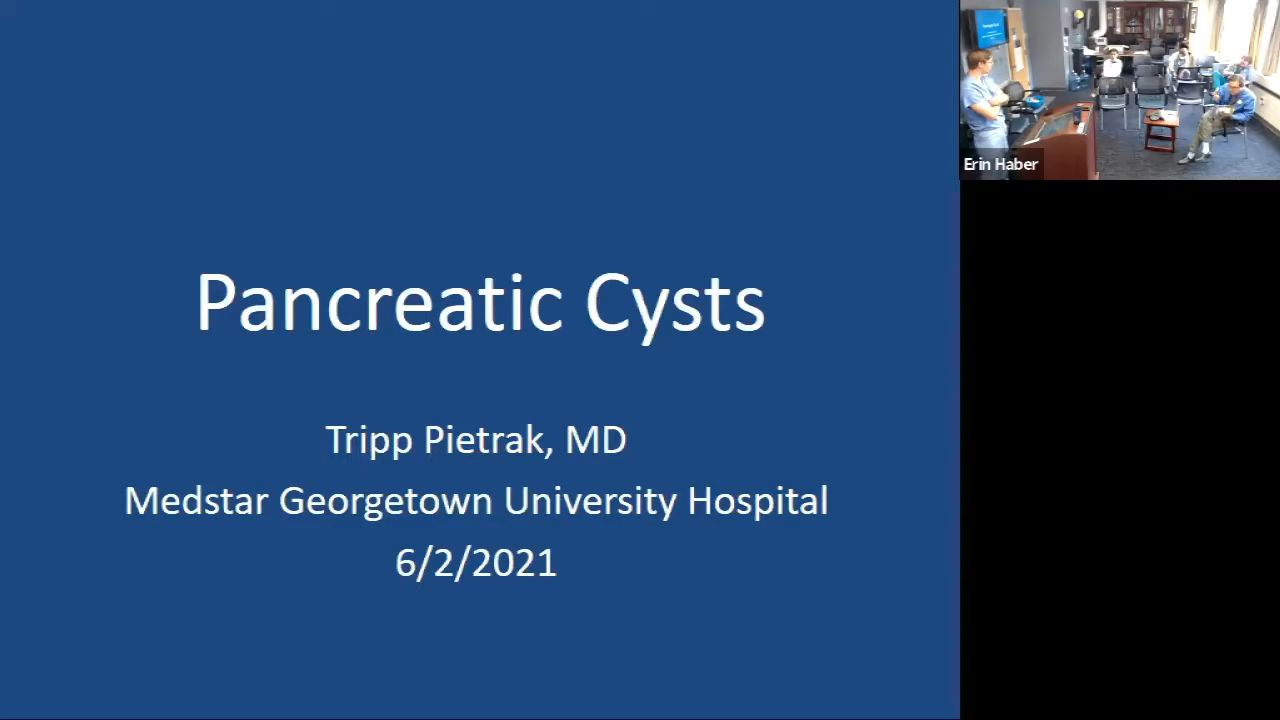 Pancreatic Cysts
Tripp Pietrak, MD
Medstar Georgetown University Hospital
6/2/2021
Erin Haber